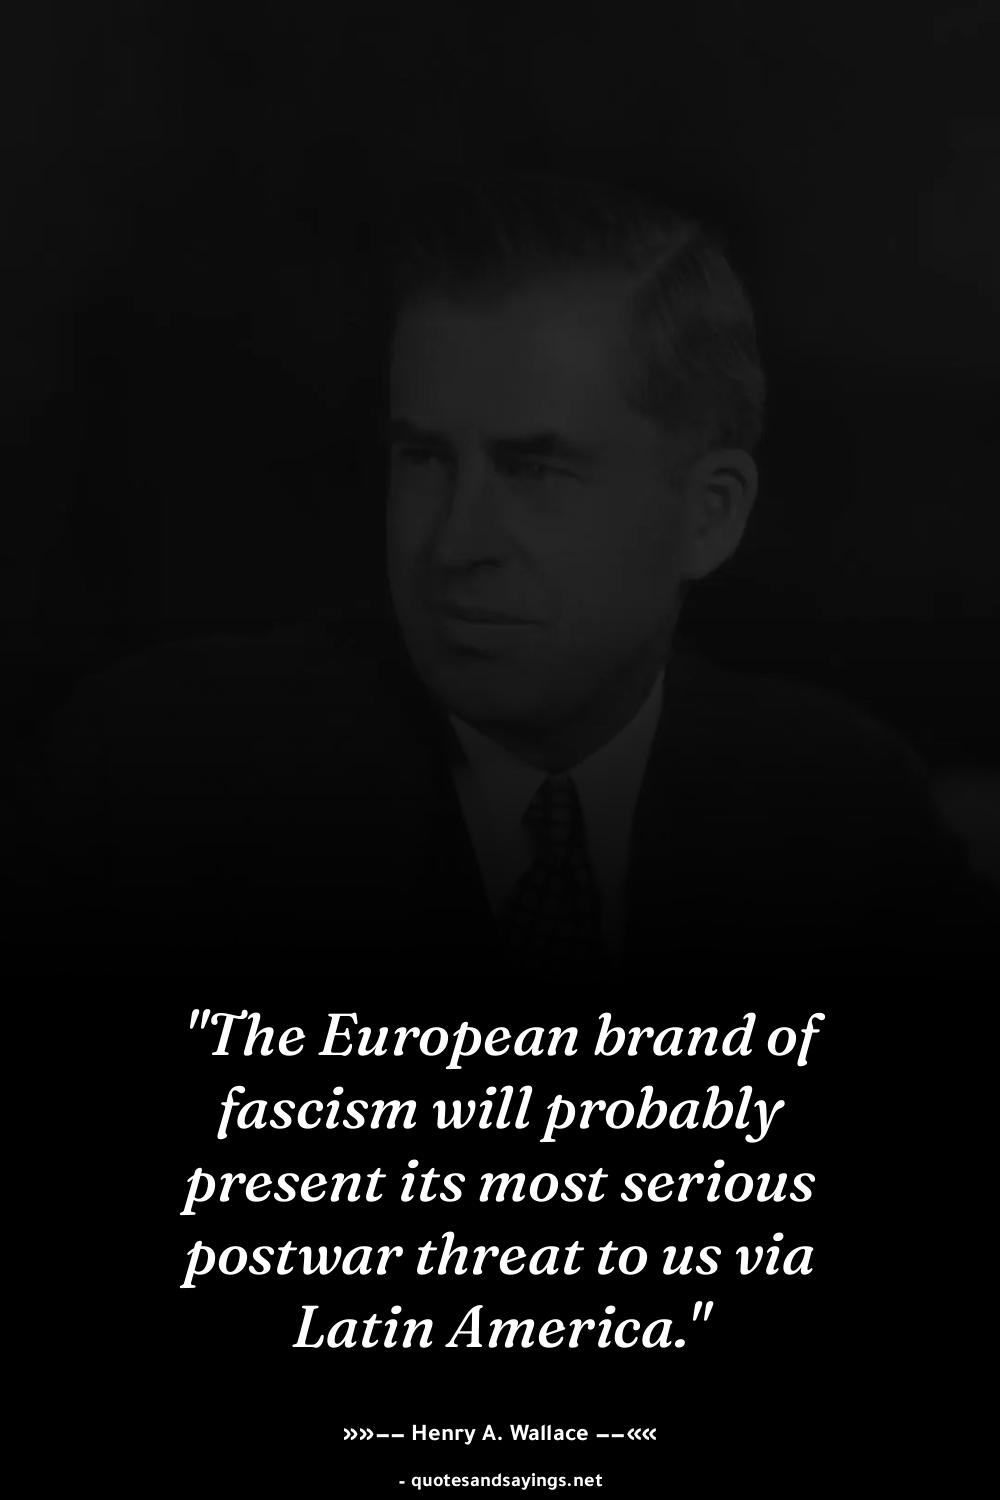 "The European brand of
fascism will probably
present its most serious
postwar threat to us via
Latin America."
»»—— Henry A. Wallace ——««
- quotesandsayings.net